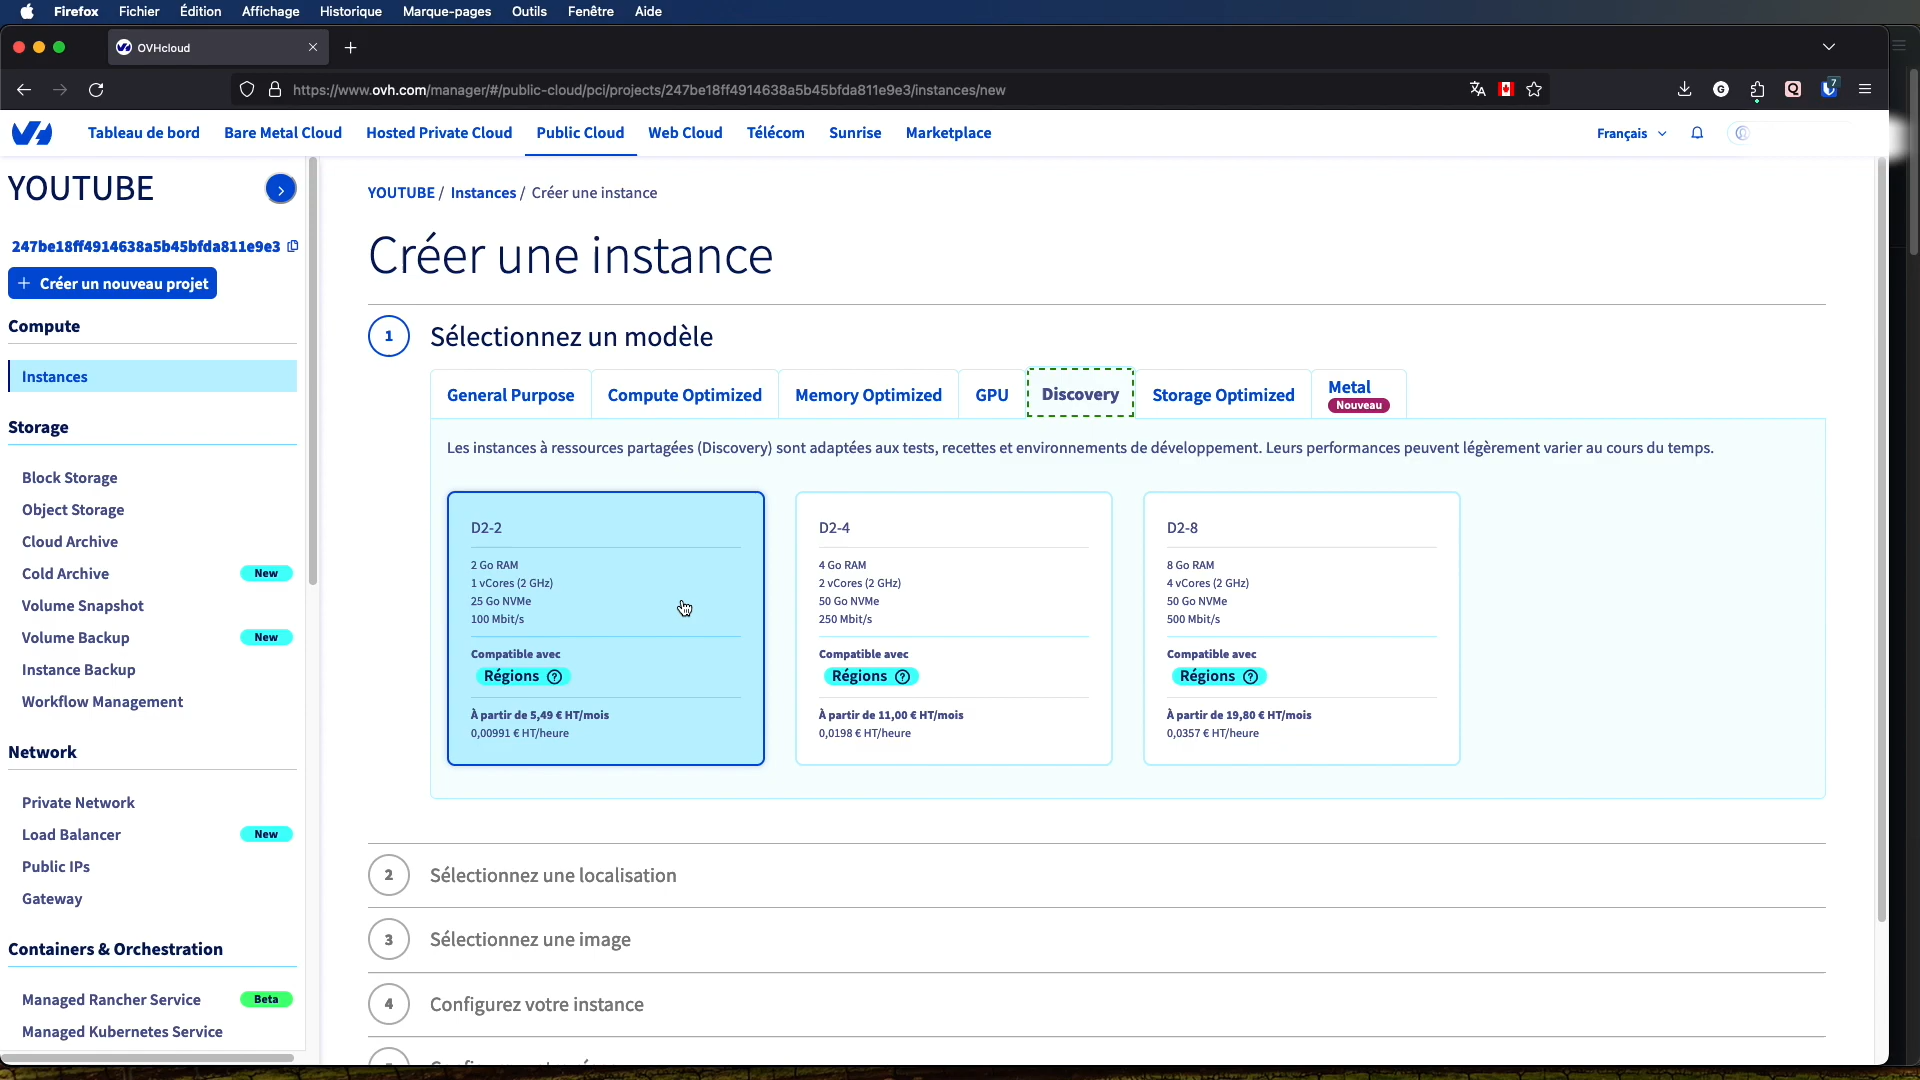 Firefox Fichier Édition Affichage Historique Marque-pages Outils Fenêtre Aide
OVHcloud
https://www.ovh.com/manager/#/public-cloud/pci/projects/247be18ff4914638a5b45bfda811e9e3/instances/new
7
Tableau de bord Bare Metal Cloud Hosted Private Cloud Public Cloud Web Cloud Télécom Sunrise Marketplace Français
YOUTUBE
247be18ff4914638a5b45bfda811e9e3
+ Créer un nouveau projet
Compute
Instances
Storage
Block Storage
Object Storage
Cloud Archive
Cold Archive New
Volume Snapshot
Volume Backup New
Instance Backup
Workflow Management
Network
Private Network
Load Balancer New
Public IPs
Gateway
Containers & Orchestration
Managed Rancher Service Beta
Managed Kubernetes Service
YOUTUBE / Instances / Créer une instance
Créer une instance
1 Sélectionnez un modèle
General Purpose Compute Optimized Memory Optimized GPU Discovery Storage Optimized Metal
Nouveau
Les instances à ressources partagées (Discovery) sont adaptées aux tests, recettes et environnements de développement. Leurs performances peuvent légèrement varier au cours du temps.
D2-2
2 Go RAM
1 vCores (2 GHz)
25 Go NVMe
100 Mbit/s
Compatible avec
Régions ?
À partir de 5,49 € HT/mois
0,00991 € HT/heure
D2-4
4 Go RAM
2 vCores (2 GHz)
50 Go NVMe
250 Mbit/s
Compatible avec
Régions ?
À partir de 11,00 € HT/mois
0,0198 € HT/heure
D2-8
8 Go RAM
4 vCores (2 GHz)
50 Go NVMe
500 Mbit/s
Compatible avec
Régions ?
À partir de 19,80 € HT/mois
0,0357 € HT/heure
2 Sélectionnez une localisation
3 Sélectionnez une image
4 Configurez votre instance